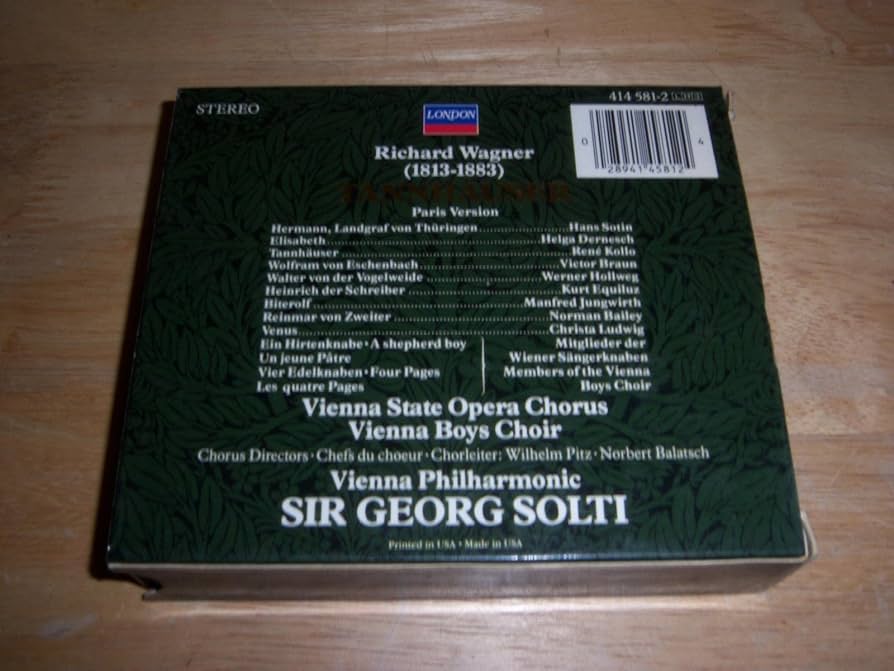 STEREO
LONDON
414 581-2
0 28941 45812 4
Richard Wagner
(1813-1883)
TANNHÄUSER
Paris Version
Hermann, Landgraf von Thüringen ........ Hans Sotin
Elisabeth ........ Helga Dernesch
Tannhäuser ........ René Kollo
Wolfram von Eschenbach ........ Victor Braun
Walter von der Vogelweide ........ Werner Hollweg
Heinrich der Schreiber ........ Kurt Equiluz
Biterolf ........ Manfred Jungwirth
Reinmar von Zweiter ........ Norman Bailey
Venus ........ Christa Ludwig
Ein Hirtenknabe · A shepherd boy Mitglieder der
Un jeune Pâtre Wiener Sängerknaben
Vier Edelknaben · Four Pages Members of the Vienna
Les quatre Pages Boys Choir
Vienna State Opera Chorus
Vienna Boys Choir
Chorus Directors · Chefs du choeur · Chorleiter: Wilhelm Pitz · Norbert Balatsch
Vienna Philharmonic
SIR GEORG SOLTI
Printed in USA · Made in USA